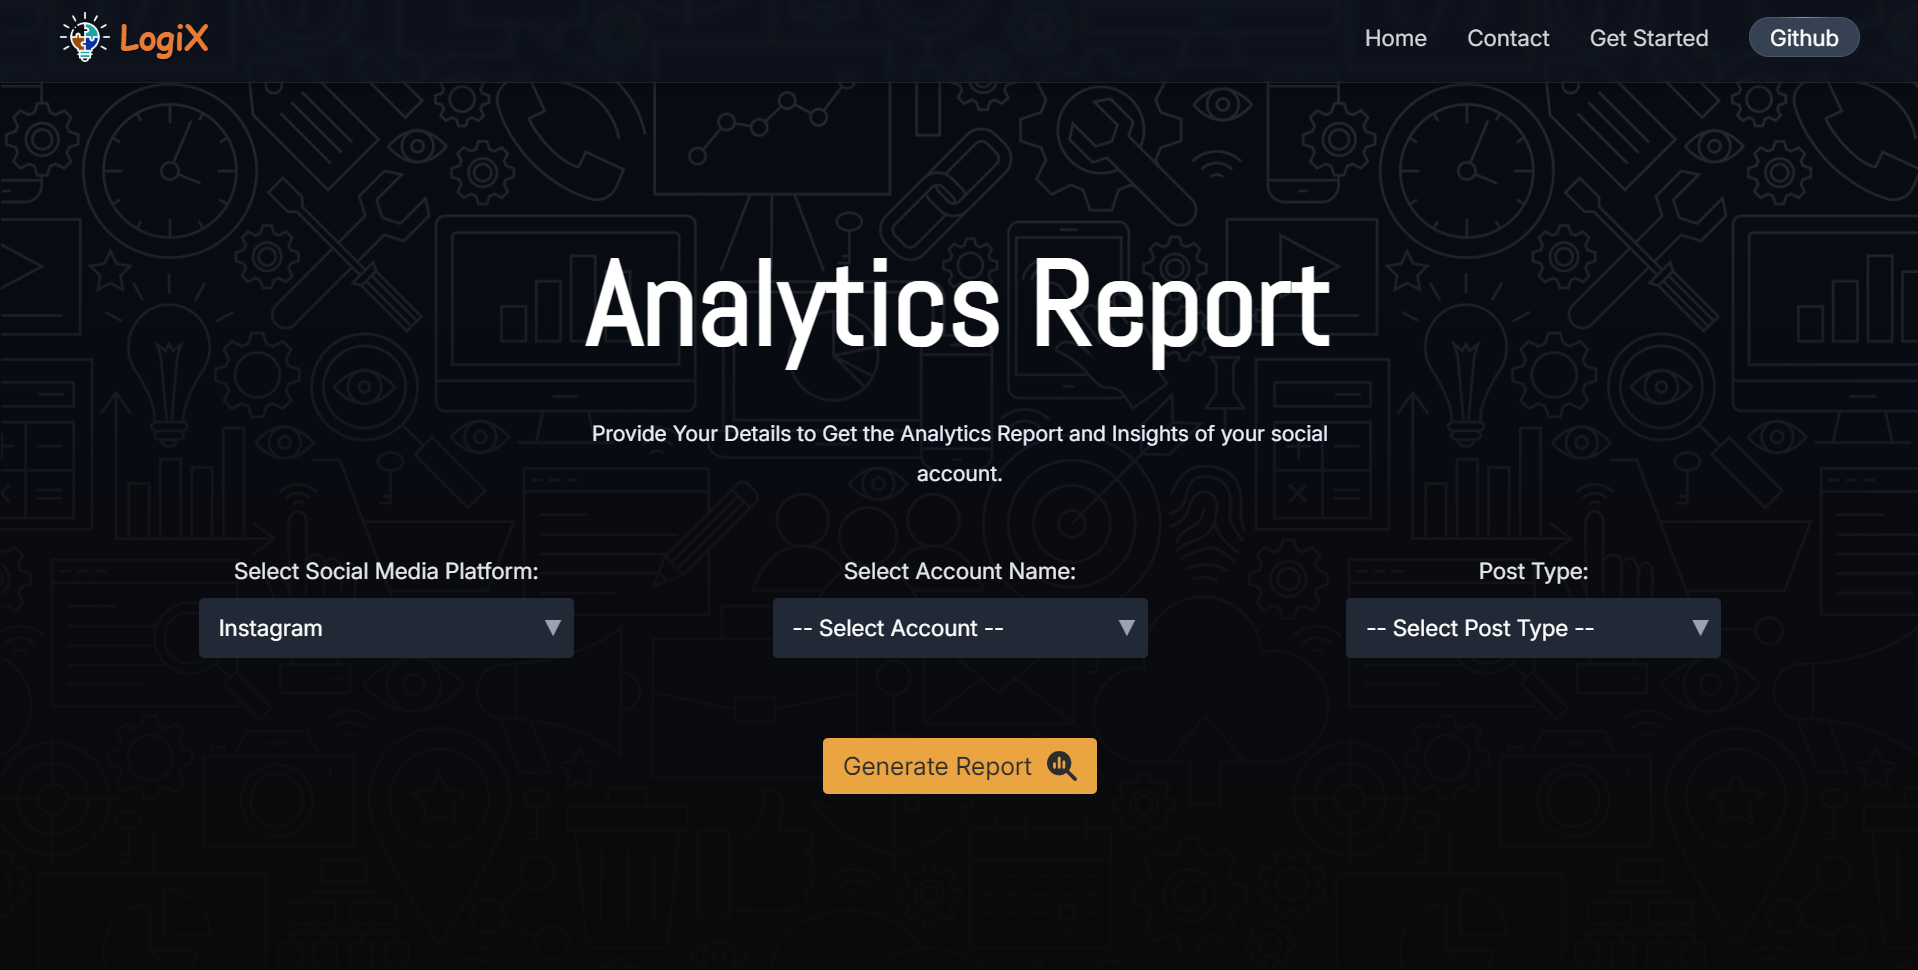 LogiX
Home
Contact
Get Started
Github
Analytics Report
Provide Your Details to Get the Analytics Report and Insights of your social
account.
Select Social Media Platform:
Instagram
Select Account Name:
-- Select Account --
Post Type:
-- Select Post Type --
Generate Report